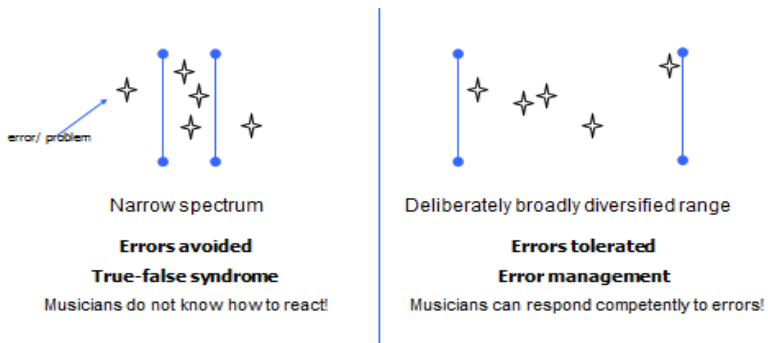 error/ problem
Narrow spectrum
Errors avoided
True-false syndrome
Musicians do not know how to react!
Deliberately broadly diversified range
Errors tolerated
Error management
Musicians can respond competently to errors!